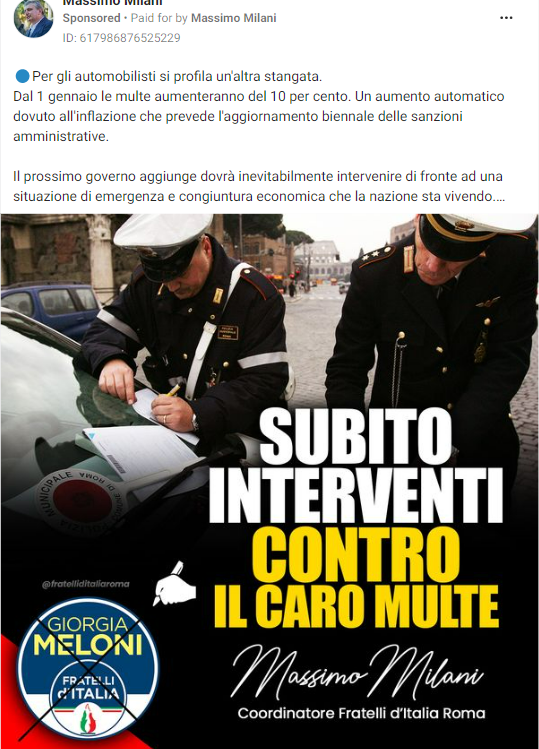 Massimo Milani
Sponsored • Paid for by Massimo Milani
ID: 617986876525229
Per gli automobilisti si profila un'altra stangata.
Dal 1 gennaio le multe aumenteranno del 10 per cento. Un aumento automatico
dovuto all'inflazione che prevede l'aggiornamento biennale delle sanzioni
amministrative.
Il prossimo governo aggiunge dovrà inevitabilmente intervenire di fronte ad una
situazione di emergenza e congiuntura economica che la nazione sta vivendo....
SUBITO
INTERVENTI
CONTRO
IL CARO MULTE
POLIZIA MUNICIPALE
@fratelliditaliaroma
GIORGIA
MELONI
FRATELLI
d'ITALIA
Massimo Milani
Coordinatore Fratelli d'Italia Roma